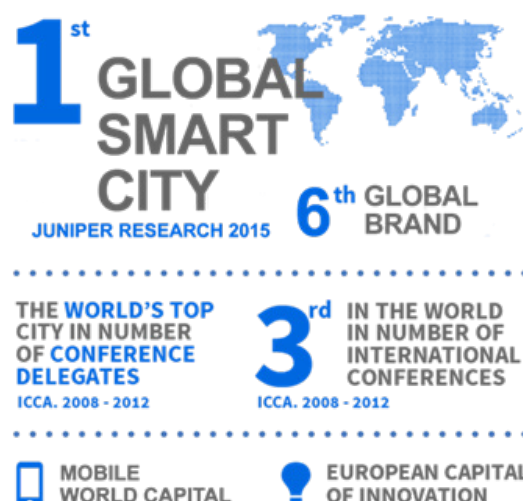 1st
GLOBAL
SMART
CITY
JUNIPER RESEARCH 2015
6th GLOBAL
BRAND
THE WORLD'S TOP
CITY IN NUMBER
OF CONFERENCE
DELEGATES
ICCA. 2008 - 2012
3rd IN THE WORLD
IN NUMBER OF
INTERNATIONAL
CONFERENCES
ICCA. 2008 - 2012
MOBILE
WORLD CAPITAL
EUROPEAN CAPITAL
OF INNOVATION